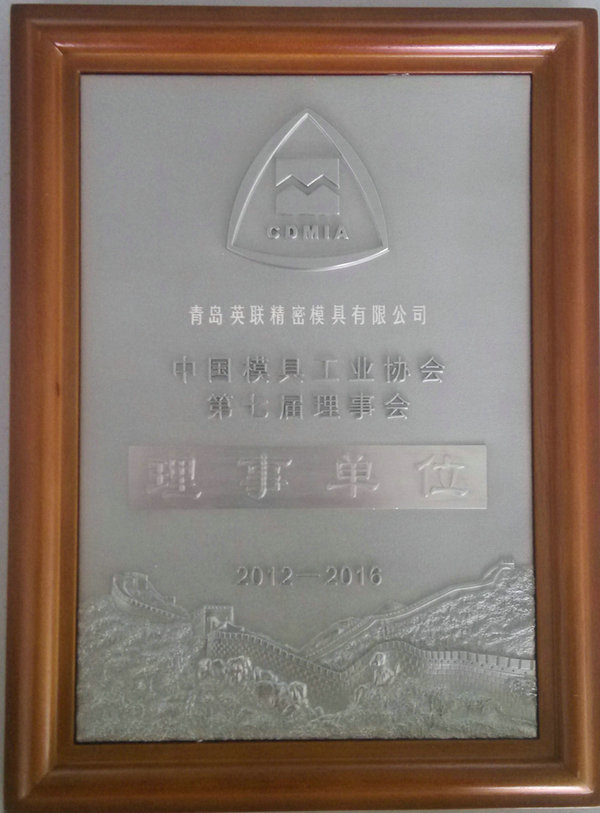 CDMIA
青岛英联精密模具有限公司
中国模具工业协会
第七届理事会
理事单位
2012—2016